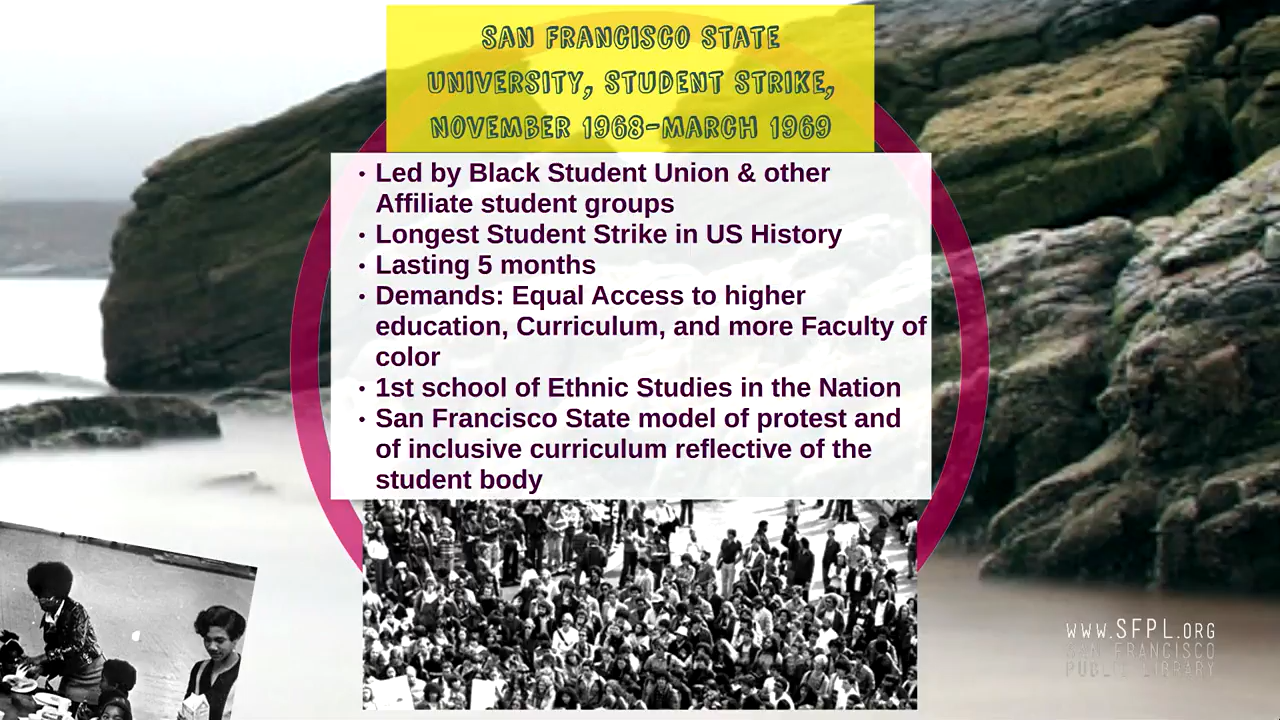 SAN FRANCISCO STATE
UNIVERSITY, STUDENT STRIKE,
NOVEMBER 1968-MARCH 1969
• Led by Black Student Union & other
Affiliate student groups
• Longest Student Strike in US History
• Lasting 5 months
• Demands: Equal Access to higher
education, Curriculum, and more Faculty of
color
• 1st school of Ethnic Studies in the Nation
• San Francisco State model of protest and
of inclusive curriculum reflective of the
student body
WWW.SFPL.ORG
SAN FRANCISCO
PUBLIC LIBRARY